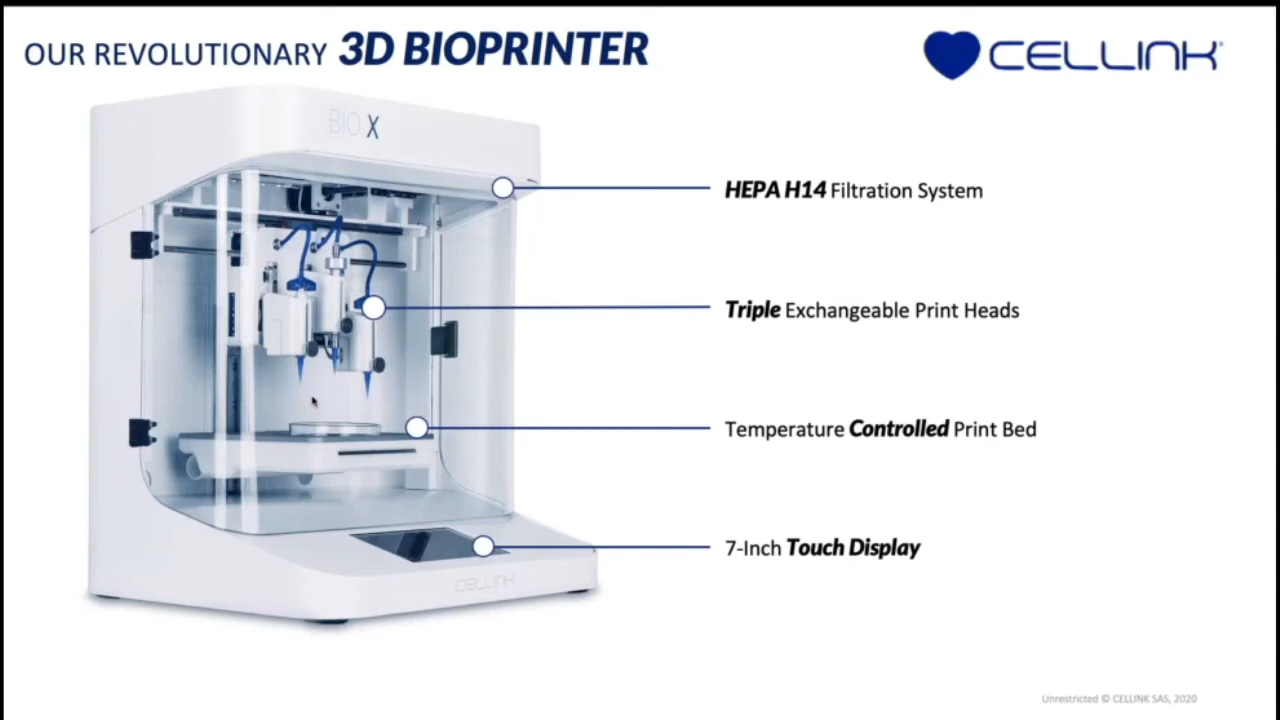 OUR REVOLUTIONARY 3D BIOPRINTER
CELLINK
BIO X
HEPA H14 Filtration System
Triple Exchangeable Print Heads
Temperature Controlled Print Bed
7-Inch Touch Display
CELLINK
Unrestricted © CELLINK SAS, 2020